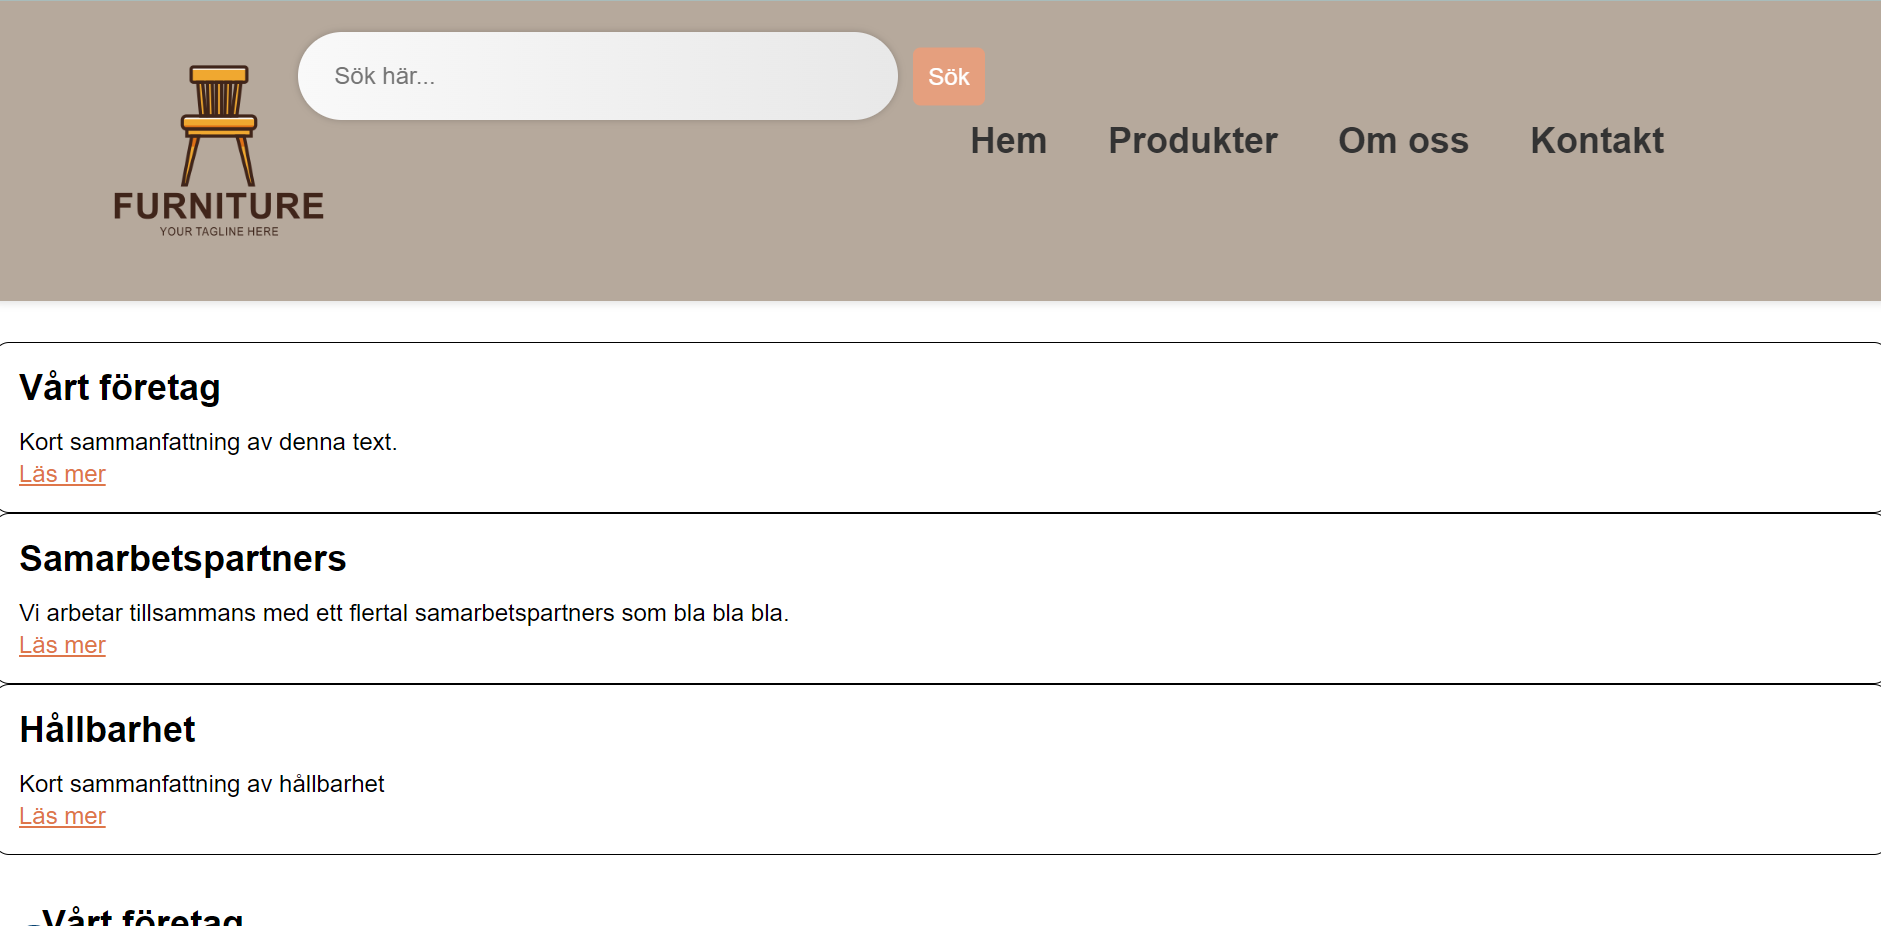 Sök här...
Sök
Hem Produkter Om oss Kontakt
FURNITURE
YOUR TAGLINE HERE
Vårt företag
Kort sammanfattning av denna text.
Läs mer
Samarbetspartners
Vi arbetar tillsammans med ett flertal samarbetspartners som bla bla bla.
Läs mer
Hållbarhet
Kort sammanfattning av hållbarhet
Läs mer
Vårt företag